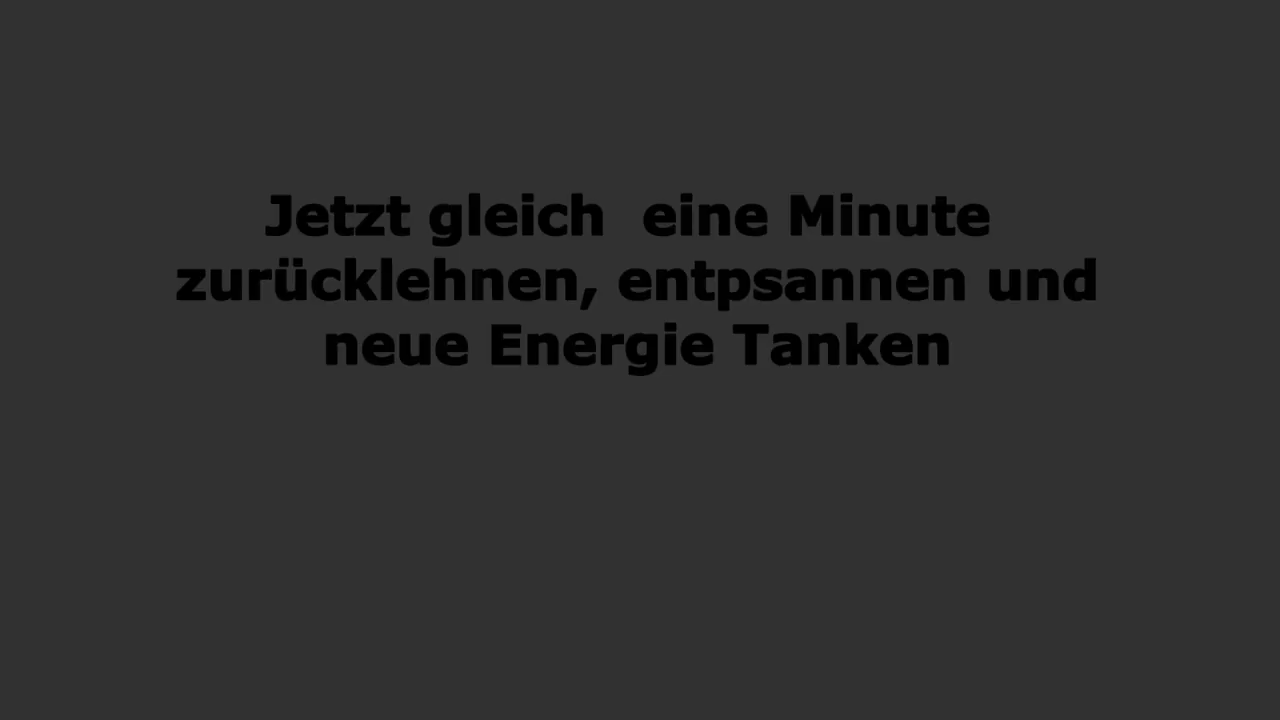 Jetzt gleich  eine Minute
zurücklehnen, entpsannen und
neue Energie Tanken